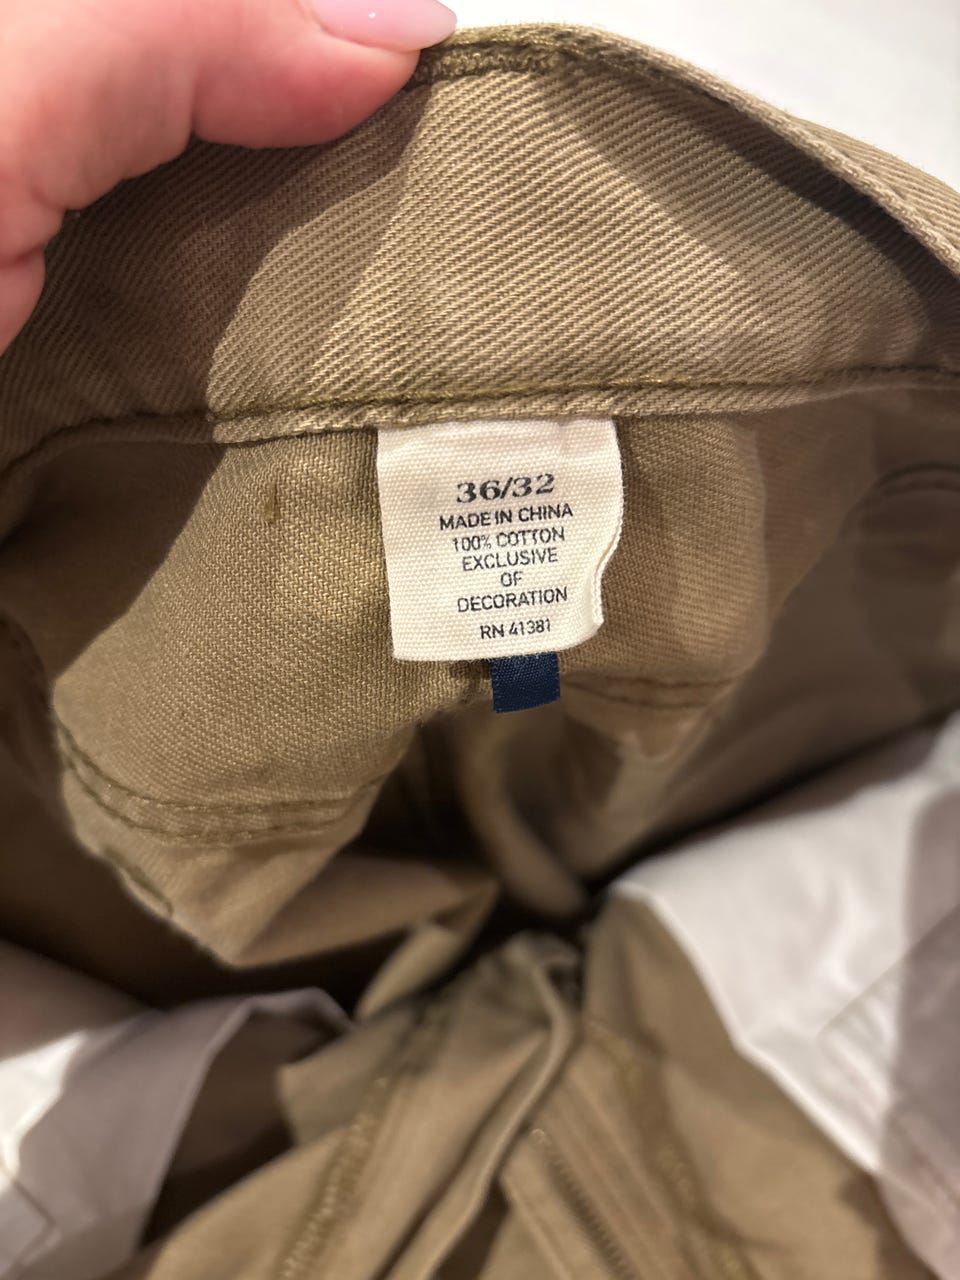 36/32
MADE IN CHINA
100% COTTON
EXCLUSIVE
OF
DECORATION
RN 41381